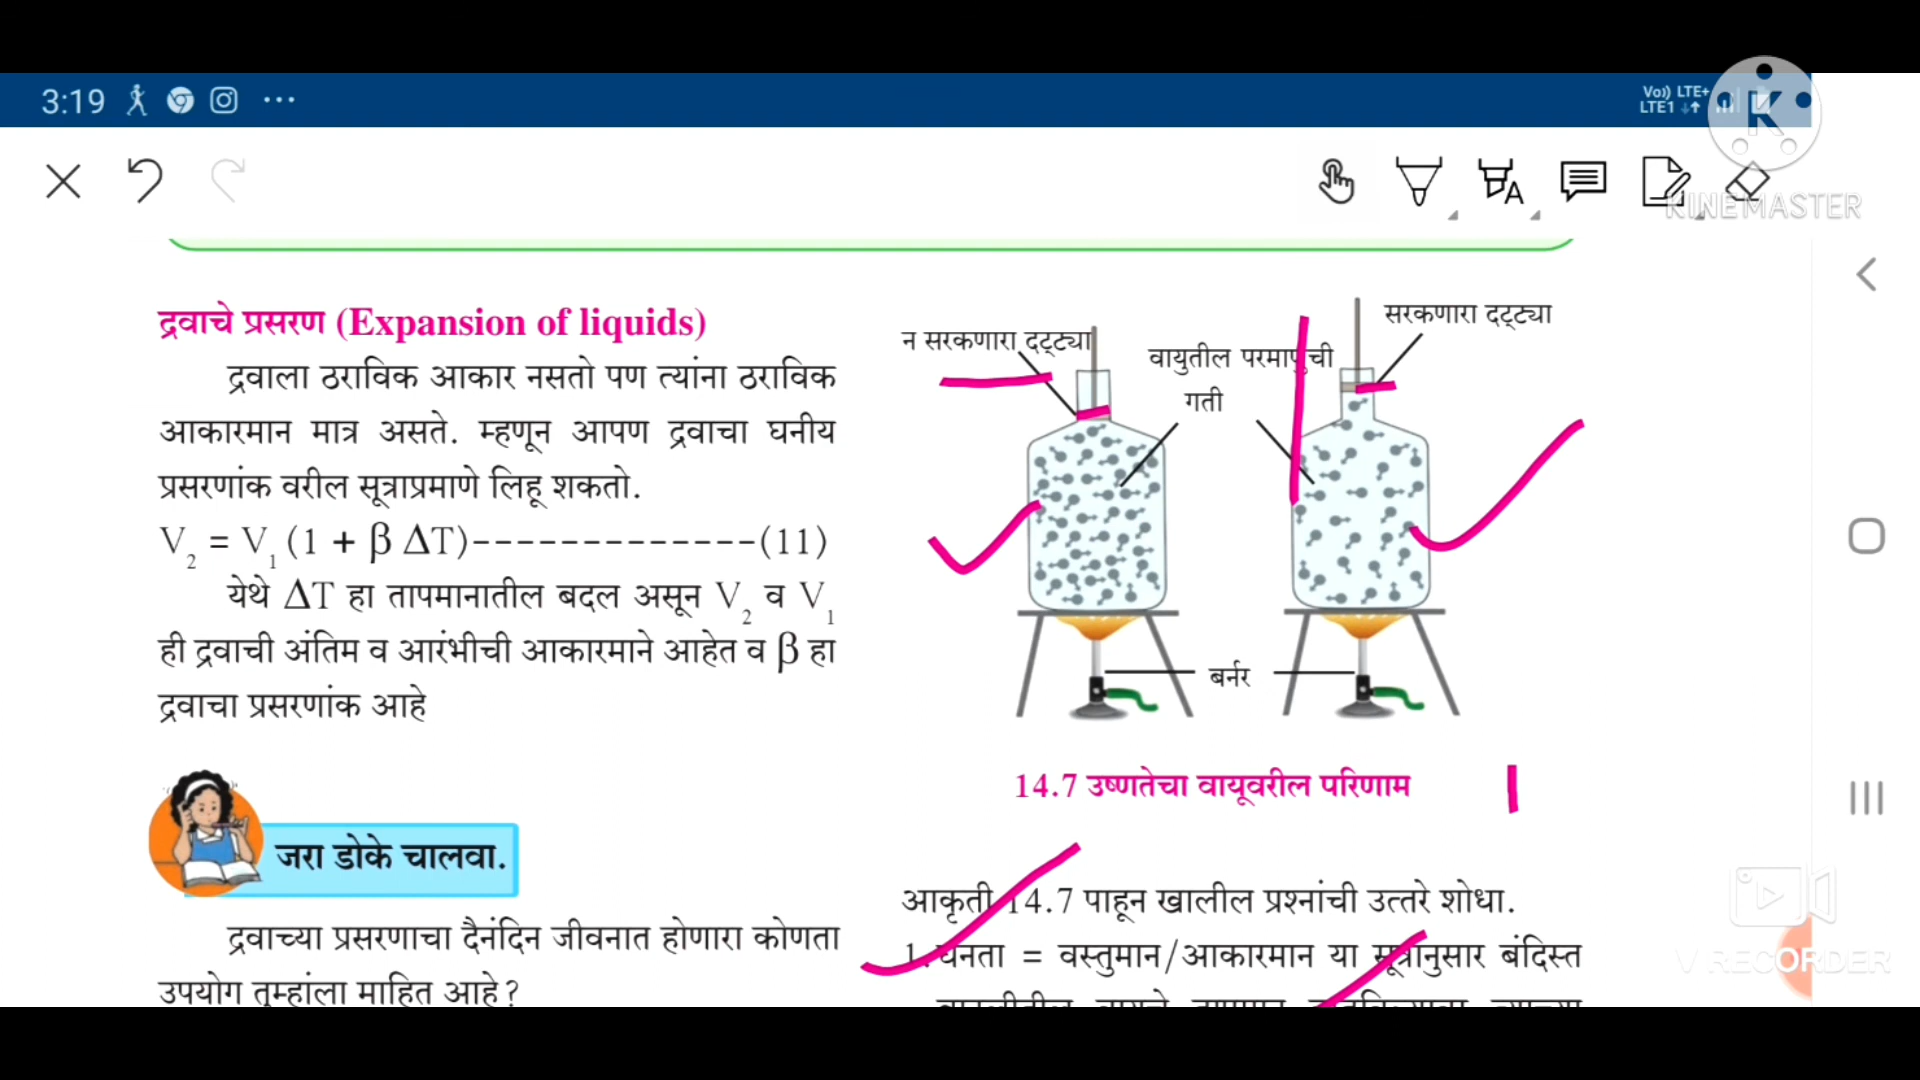 3:19
Vo) LTE+
LTE1
K
KINEMASTER
द्रवाचे प्रसरण (Expansion of liquids)
द्रवाला ठराविक आकार नसतो पण त्यांना ठराविक
आकारमान मात्र असते. म्हणून आपण द्रवाचा घनीय
प्रसरणांक वरील सूत्राप्रमाणे लिहू शकतो.
V₂ = V₁ (1 + β ΔT)-------------(11)
येथे ΔT हा तापमानातील बदल असून V₂ व V₁
ही द्रवाची अंतिम व आरंभीची आकारमाने आहेत व β हा
द्रवाचा प्रसरणांक आहे
जरा डोके चालवा.
द्रवाच्या प्रसरणाचा दैनंदिन जीवनात होणारा कोणता
उपयोग तुम्हांला माहित आहे?
न सरकणारा दट्ट्या
सरकणारा दट्ट्या
वायुतील परमाणुची
गती
बर्नर
14.7 उष्णतेचा वायूवरील परिणाम
आकृती 14.7 पाहून खालील प्रश्नांची उत्तरे शोधा.
1. घनता = वस्तुमान/आकारमान या सूत्रानुसार बंदिस्त
V RECORDER